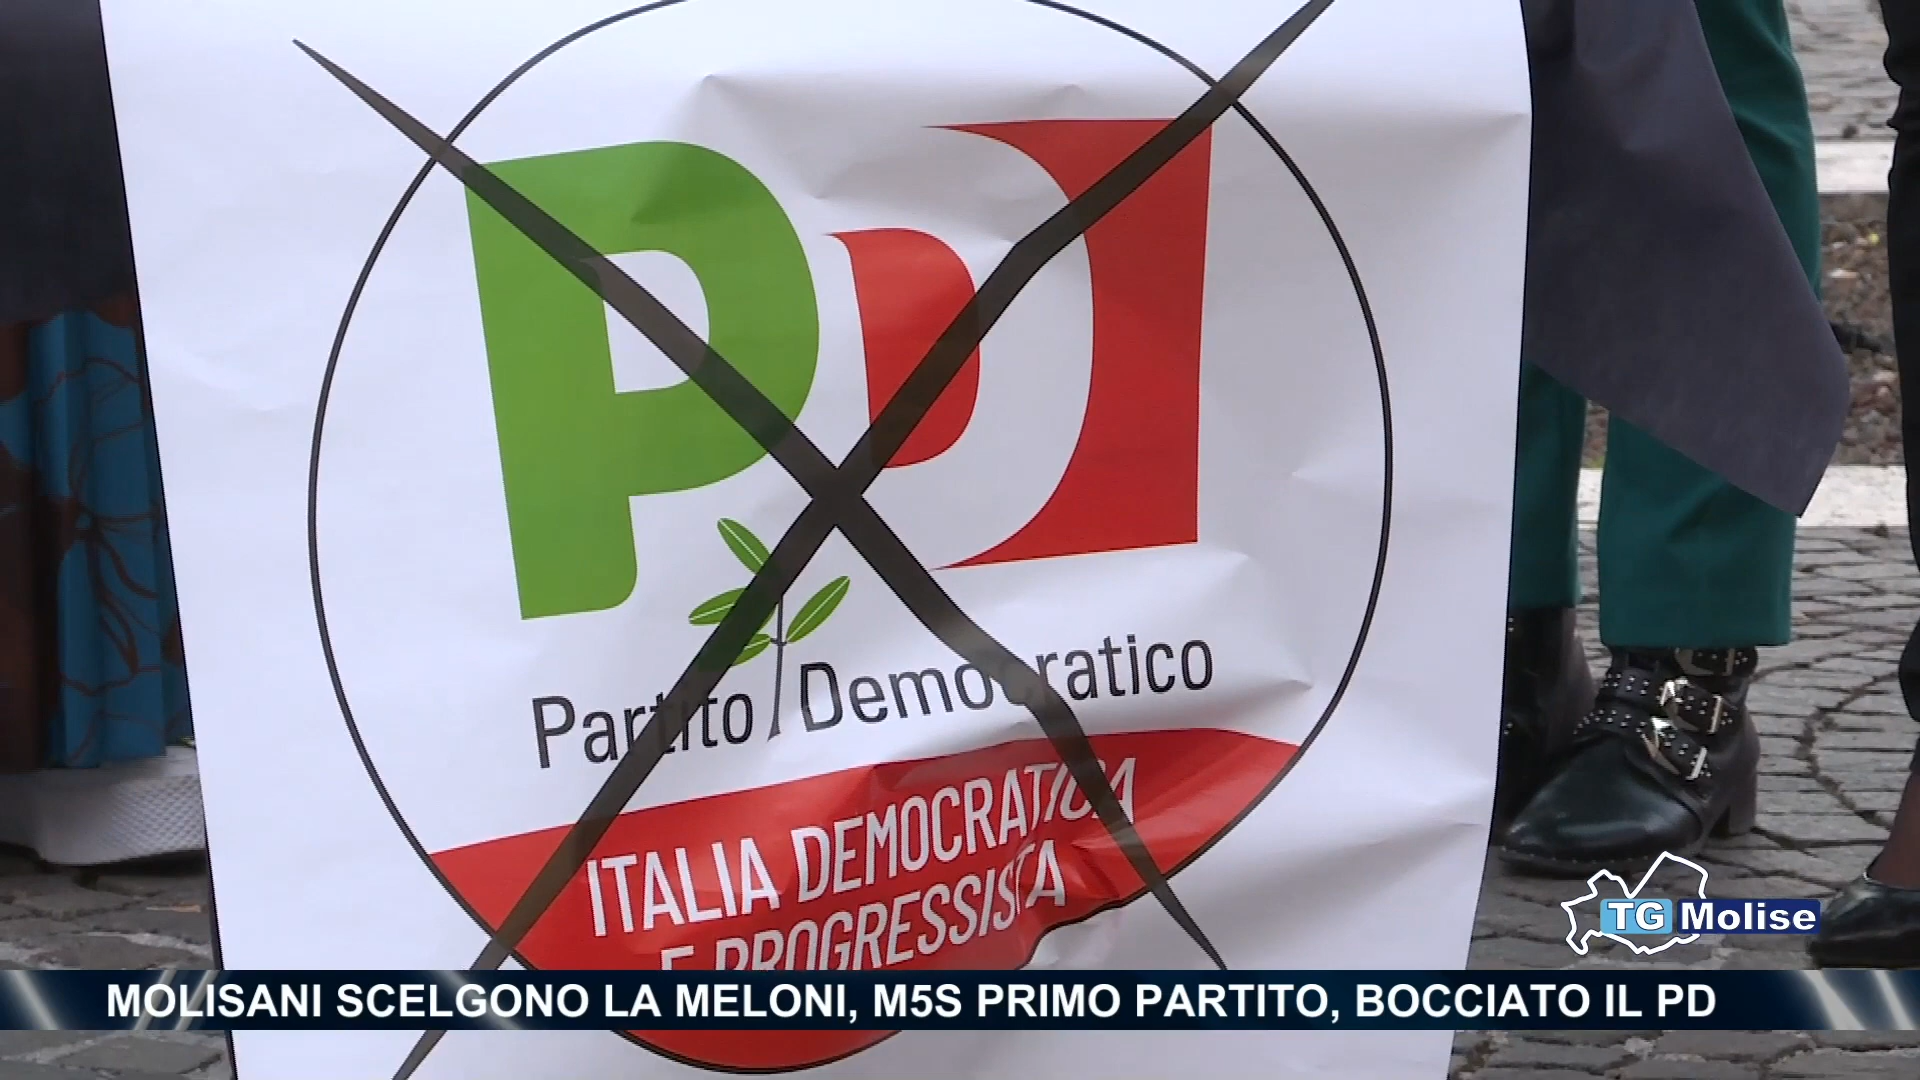 PD
Partito Democratico
ITALIA DEMOCRATICA
E PROGRESSISTA
TG Molise
MOLISANI SCELGONO LA MELONI, M5S PRIMO PARTITO, BOCCIATO IL PD